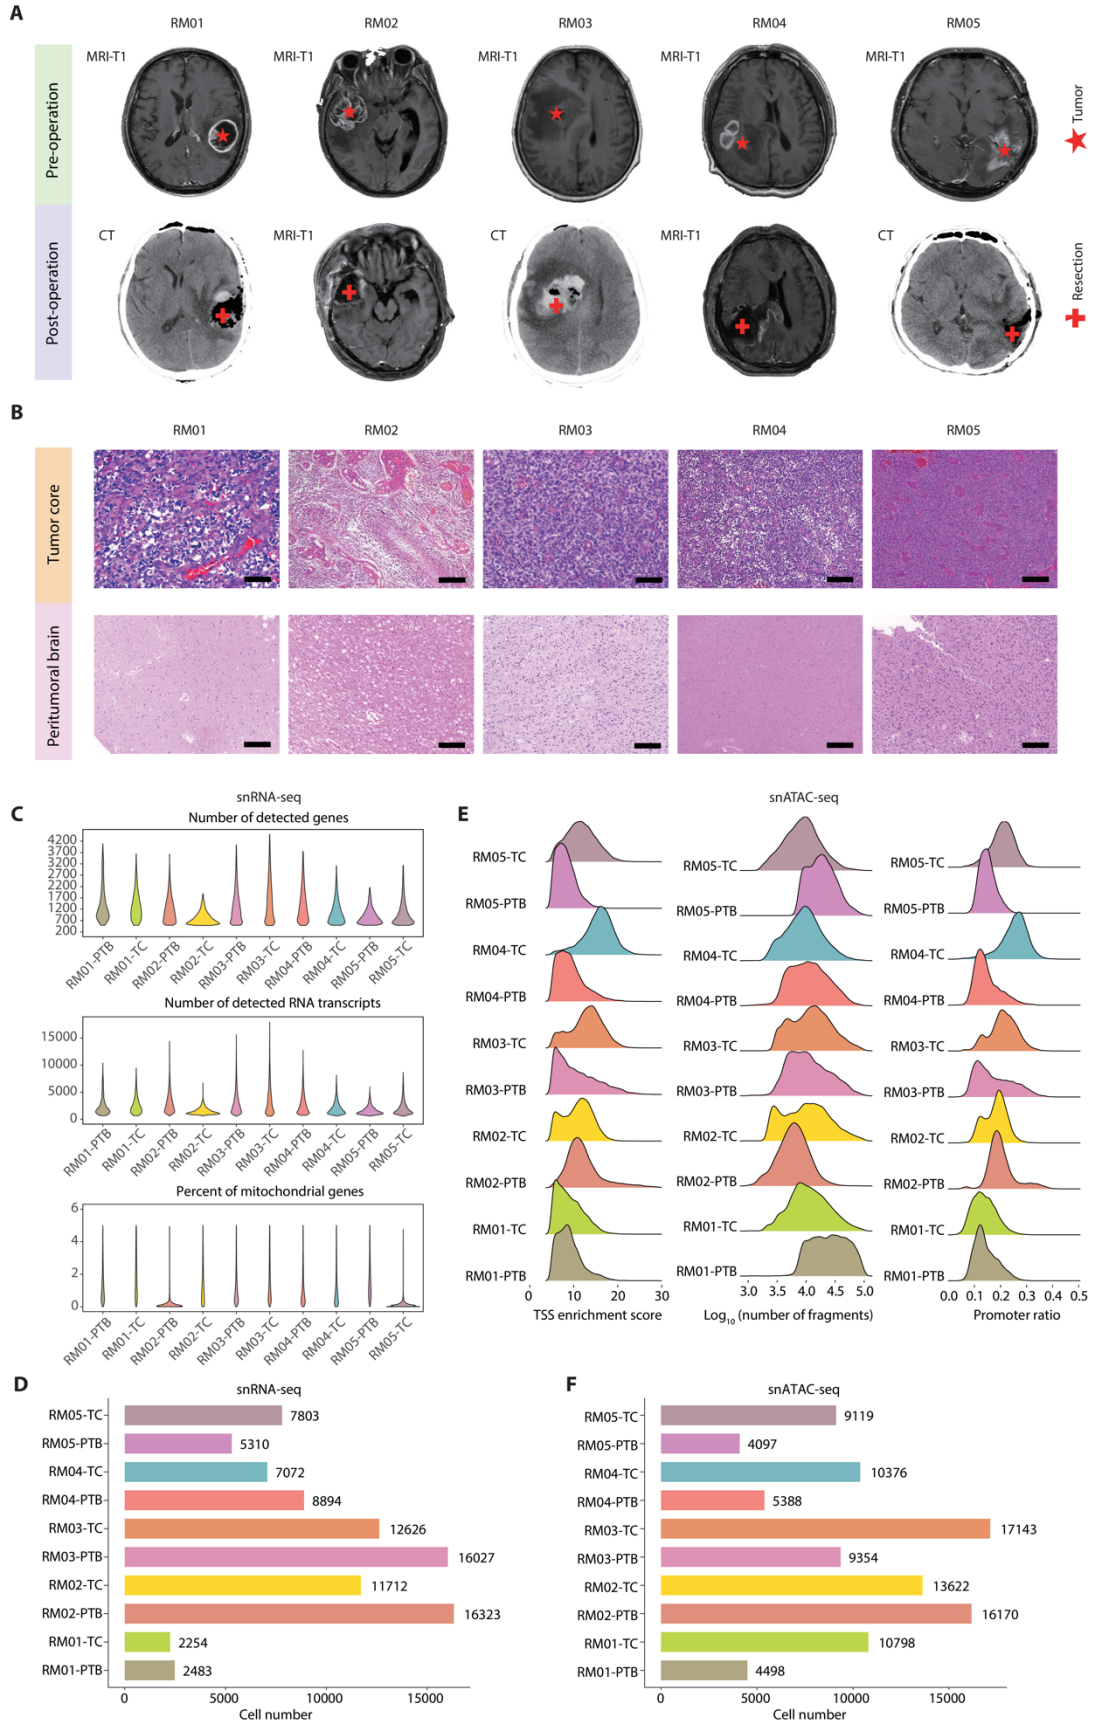 A
RM01
RM02
RM03
RM04
RM05
Pre-operation
MRI-T1
MRI-T1
MRI-T1
MRI-T1
MRI-T1
Tumor
Post-operation
CT
MRI-T1
CT
MRI-T1
CT
Resection
B
RM01
RM02
RM03
RM04
RM05
Tumor core
Peritumoral brain
C
snRNA-seq
Number of detected genes
4200
3700
3200
2700
2200
1700
1200
700
200
RM01-PTB
RM01-TC
RM02-PTB
RM02-TC
RM03-PTB
RM03-TC
RM04-PTB
RM04-TC
RM05-PTB
RM05-TC
Number of detected RNA transcripts
15000
10000
5000
0
RM01-PTB
RM01-TC
RM02-PTB
RM02-TC
RM03-PTB
RM03-TC
RM04-PTB
RM04-TC
RM05-PTB
RM05-TC
Percent of mitochondrial genes
6
4
2
0
RM01-PTB
RM01-TC
RM02-PTB
RM02-TC
RM03-PTB
RM03-TC
RM04-PTB
RM04-TC
RM05-PTB
RM05-TC
E
snATAC-seq
RM05-TC
RM05-PTB
RM04-TC
RM04-PTB
RM03-TC
RM03-PTB
RM02-TC
RM02-PTB
RM01-TC
RM01-PTB
0 10 20 30
TSS enrichment score
RM05-TC
RM05-PTB
RM04-TC
RM04-PTB
RM03-TC
RM03-PTB
RM02-TC
RM02-PTB
RM01-TC
RM01-PTB
3.0 3.5 4.0 4.5 5.0
Log10 (number of fragments)
RM05-TC
RM05-PTB
RM04-TC
RM04-PTB
RM03-TC
RM03-PTB
RM02-TC
RM02-PTB
RM01-TC
RM01-PTB
0.0 0.1 0.2 0.3 0.4 0.5
Promoter ratio
D
snRNA-seq
RM05-TC 7803
RM05-PTB 5310
RM04-TC 7072
RM04-PTB 8894
RM03-TC 12626
RM03-PTB 16027
RM02-TC 11712
RM02-PTB 16323
RM01-TC 2254
RM01-PTB 2483
0 5000 10000 15000
Cell number
F
snATAC-seq
RM05-TC 9119
RM05-PTB 4097
RM04-TC 10376
RM04-PTB 5388
RM03-TC 17143
RM03-PTB 9354
RM02-TC 13622
RM02-PTB 16170
RM01-TC 10798
RM01-PTB 4498
0 5000 10000 15000
Cell number